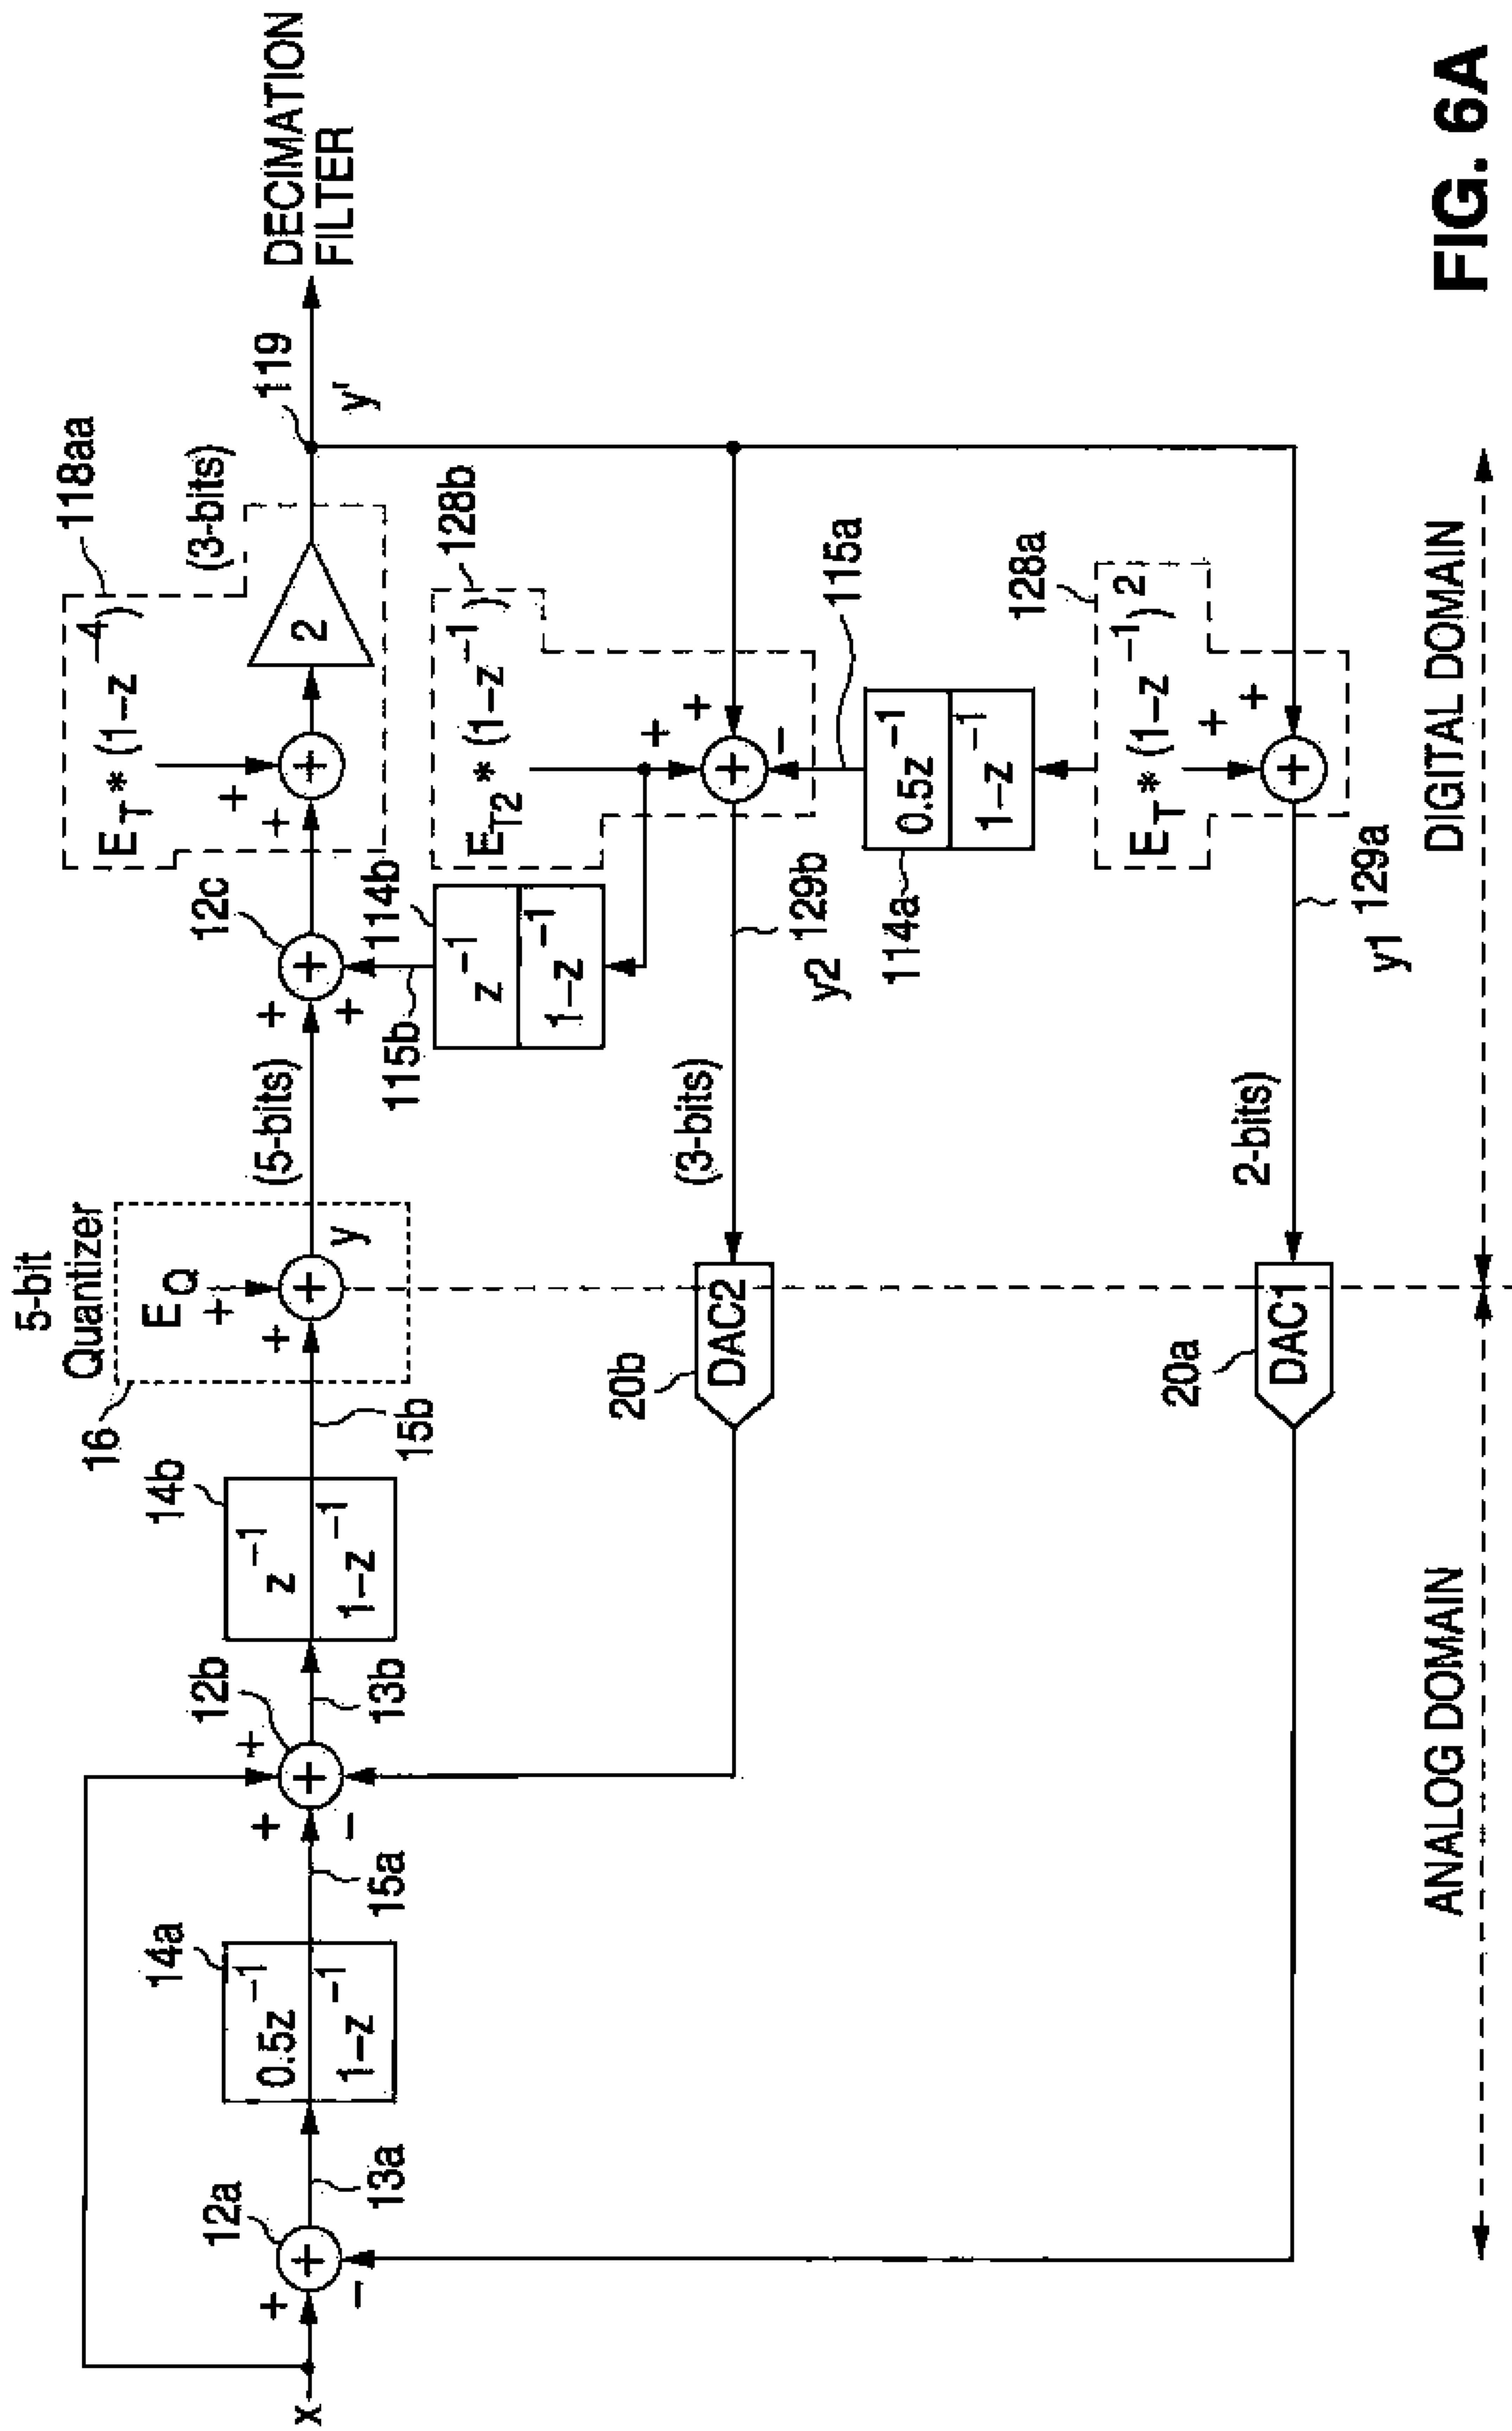 5-bit
Quantizer
16
E_Q
+
+
+
y
(5-bits)
12c
+
+
118aa
E_T*(1-z^-4)
+
+
2
(3-bits)
119
y'
DECIMATION
FILTER
x
+
-
12a
13a
14a
0.5z^-1
1-z^-1
15a
+
+
-
12b
+
13b
14b
z^-1
1-z^-1
15b
115b
114b
z^-1
1-z^-1
128b
E_T2*(1-z^-1)
+
+
-
+
115a
129b
y2
(3-bits)
DAC2
20b
114a
0.5z^-1
1-z^-1
128a
E_T*(1-z^-1)^2
+
+
+
129a
y1
2-bits)
DAC1
20a
ANALOG DOMAIN
DIGITAL DOMAIN
FIG. 6A